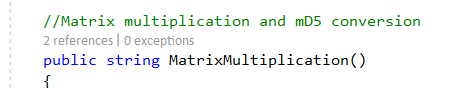 //Matrix multiplication and mD5 conversion
2 references | 0 exceptions
public string MatrixMultiplication()
{